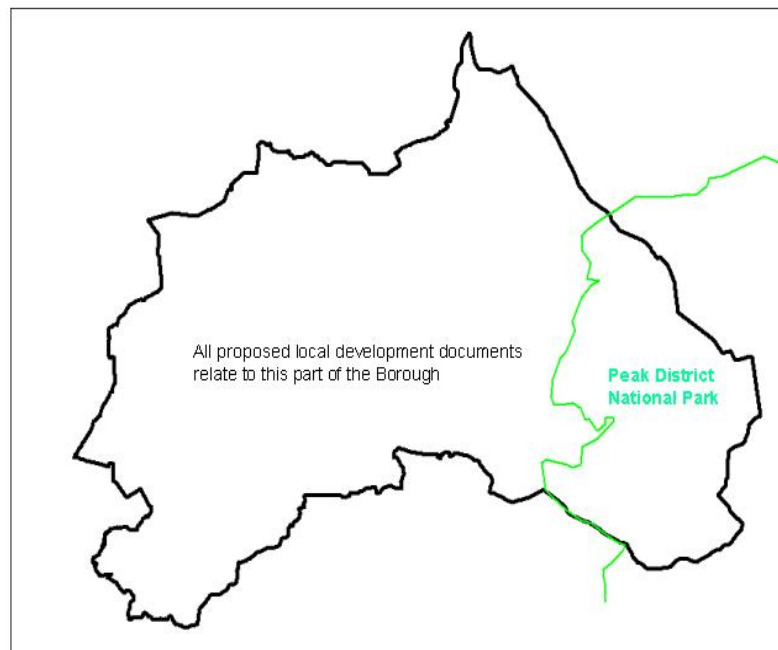 All proposed local development documents
relate to this part of the Borough
Peak District
National Park